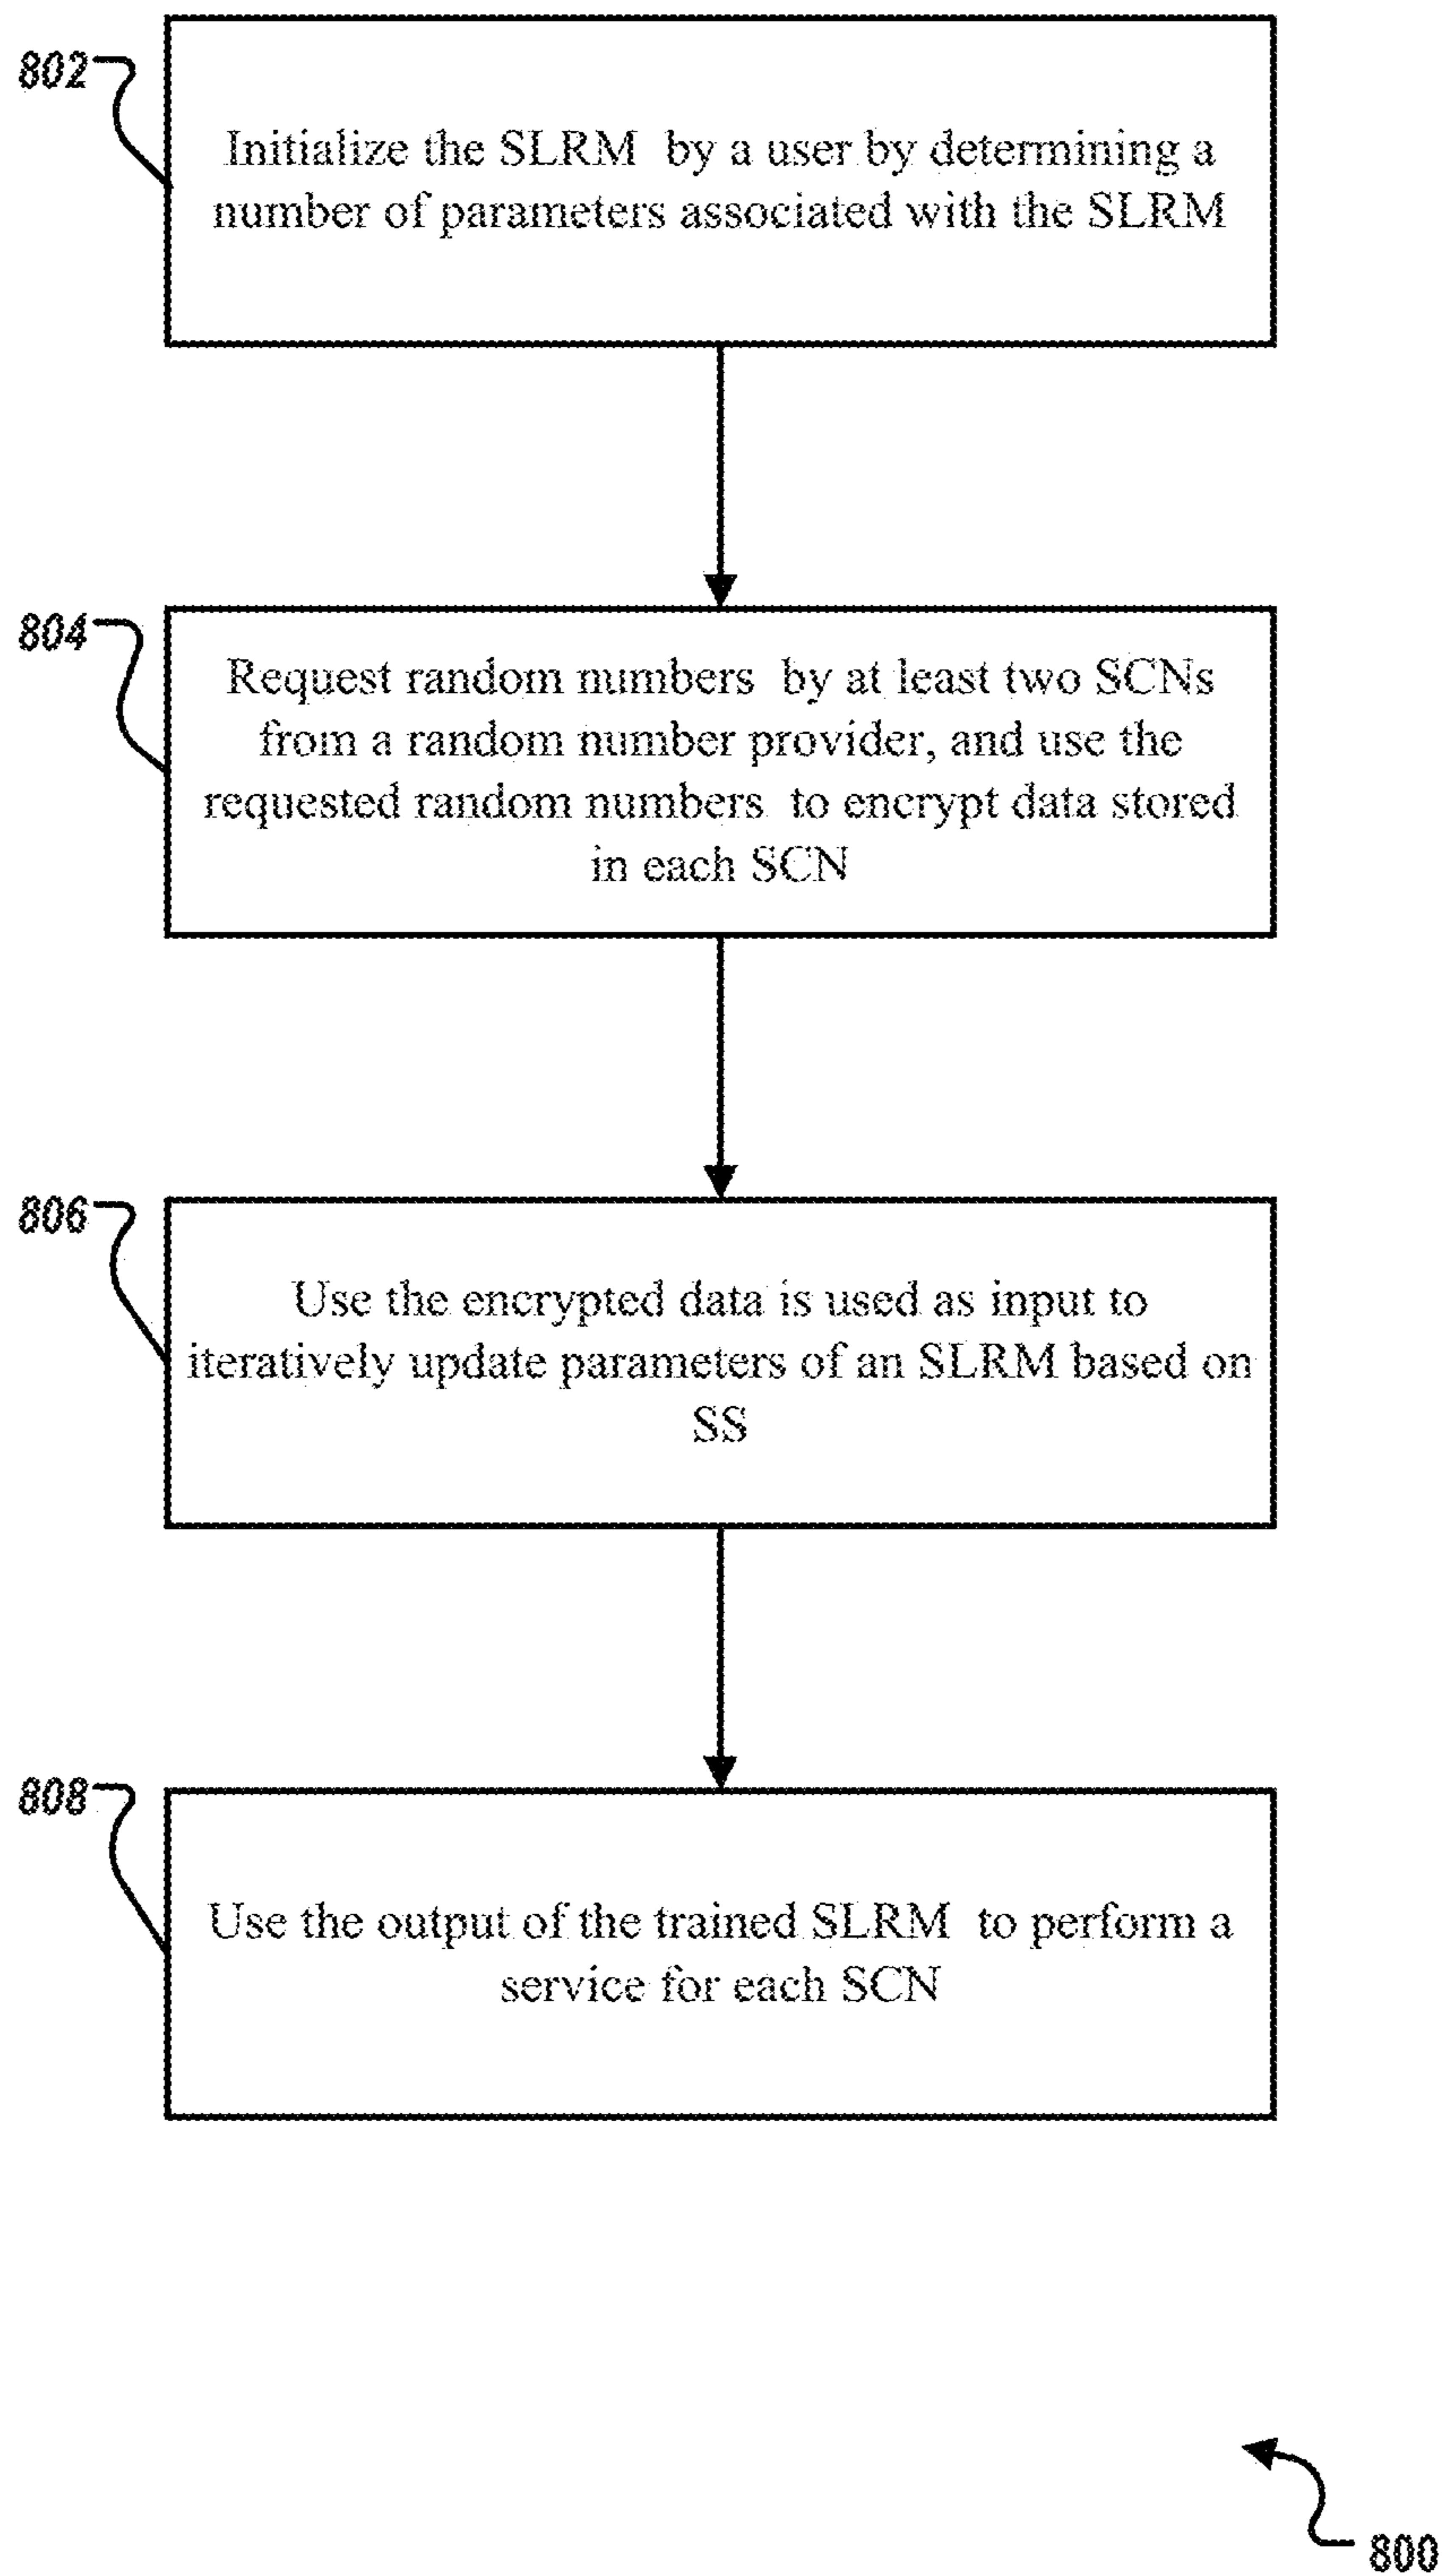 802
Initialize the SLRM by a user by determining a
number of parameters associated with the SLRM
804
Request random numbers by at least two SCNs
from a random number provider, and use the
requested random numbers to encrypt data stored
in each SCN
806
Use the encrypted data is used as input to
iteratively update parameters of an SLRM based on
SS
808
Use the output of the trained SLRM to perform a
service for each SCN
800